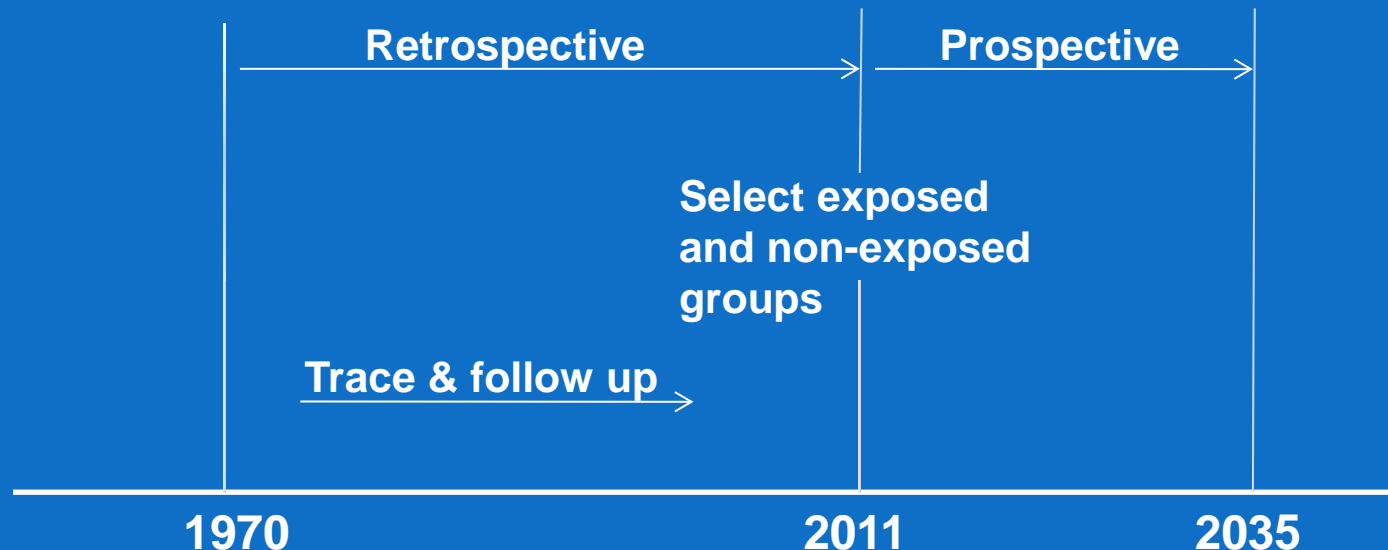 Retrospective
Prospective
Select exposed
and non-exposed
groups
Trace & follow up
1970
2011
2035